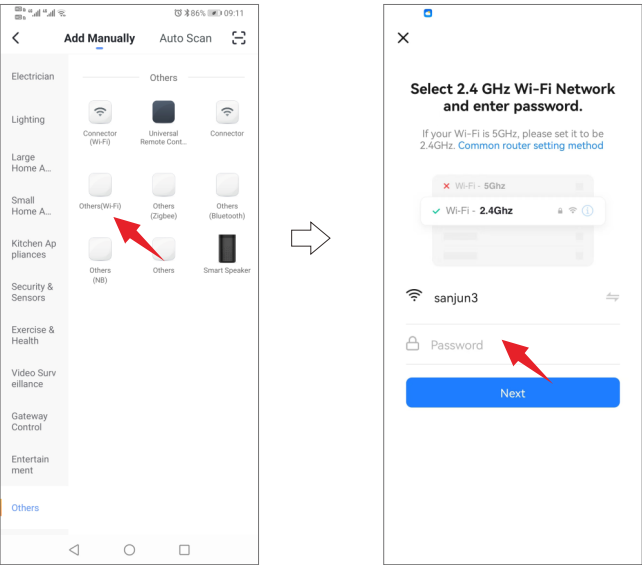 86% 09:11
Add Manually Auto Scan
Electrician
Lighting
Large
Home A...
Small
Home A...
Kitchen Ap
pliances
Security &
Sensors
Exercise &
Health
Video Surv
eillance
Gateway
Control
Entertain
ment
Others
Others
Connector
(Wi-Fi)
Universal
Remote Cont...
Connector
Others(Wi-Fi)
Others
(Zigbee)
Others
(Bluetooth)
Others
(NB)
Others
Smart Speaker
Select 2.4 GHz Wi-Fi Network
and enter password.
If your Wi-Fi is 5GHz, please set it to be
2.4GHz. Common router setting method
Wi-Fi - 5Ghz
Wi-Fi - 2.4Ghz
sanjun3
Password
Next